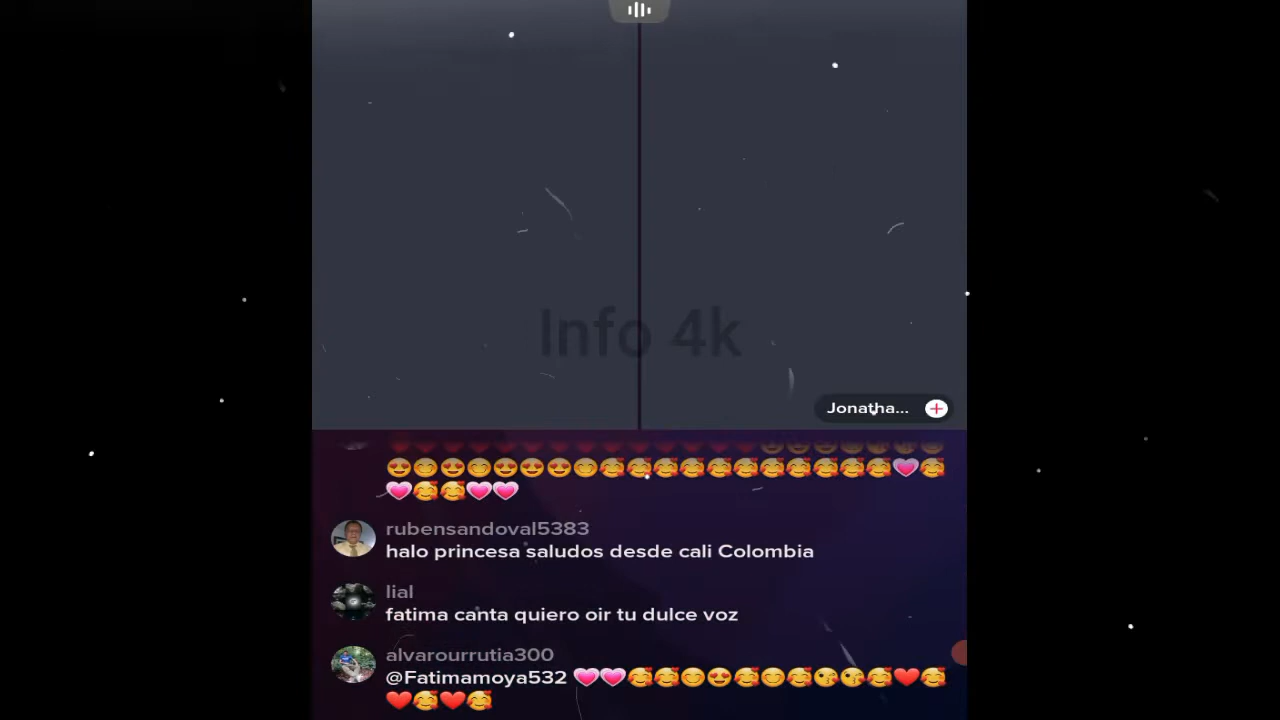 Info 4k
Jonatha...
😍😊😍😊😍😍😍😊🥰🥰🥰🥰🥰🥰🥰🥰🥰🥰🥰💗🥰
💗🥰🥰💗💗
rubensandoval5383
halo princesa saludos desde cali Colombia
lial
fatima canta quiero oir tu dulce voz
alvarourrutia300
@Fatimamoya532 💗💗🥰🥰😊😍🥰😊🥰😘😘🥰❤️🥰
❤️🥰❤️🥰